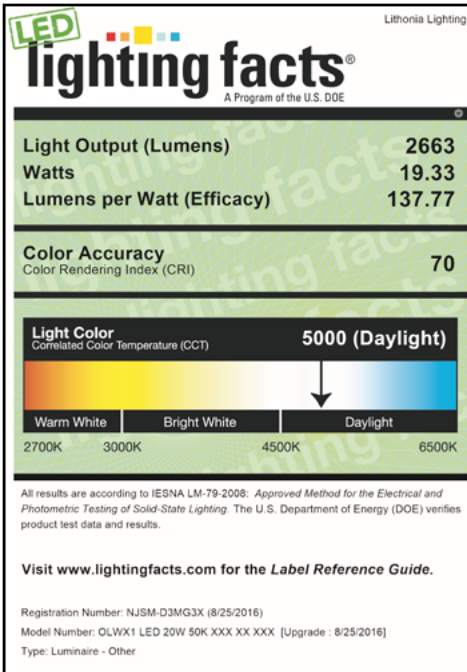 Lithonia Lighting
LED
lighting facts®
A Program of the U.S. DOE
Light Output (Lumens) 2663
Watts 19.33
Lumens per Watt (Efficacy) 137.77
Color Accuracy
Color Rendering Index (CRI) 70
Light Color
Correlated Color Temperature (CCT) 5000 (Daylight)
Warm White Bright White Daylight
2700K 3000K 4500K 6500K
All results are according to IESNA LM-79-2008: Approved Method for the Electrical and
Photometric Testing of Solid-State Lighting. The U.S. Department of Energy (DOE) verifies
product test data and results.
Visit www.lightingfacts.com for the Label Reference Guide.
Registration Number: NJSM-D3MG3X (8/25/2016)
Model Number: OLWX1 LED 20W 50K XXX XX XXX [Upgrade : 8/25/2016]
Type: Luminaire - Other